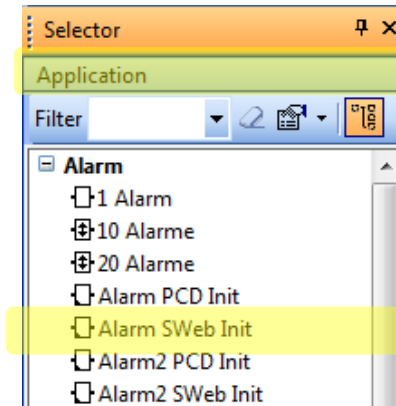 Selector
Application
Filter
Alarm
1 Alarm
10 Alarme
20 Alarme
Alarm PCD Init
Alarm SWeb Init
Alarm2 PCD Init
Alarm2 SWeb Init